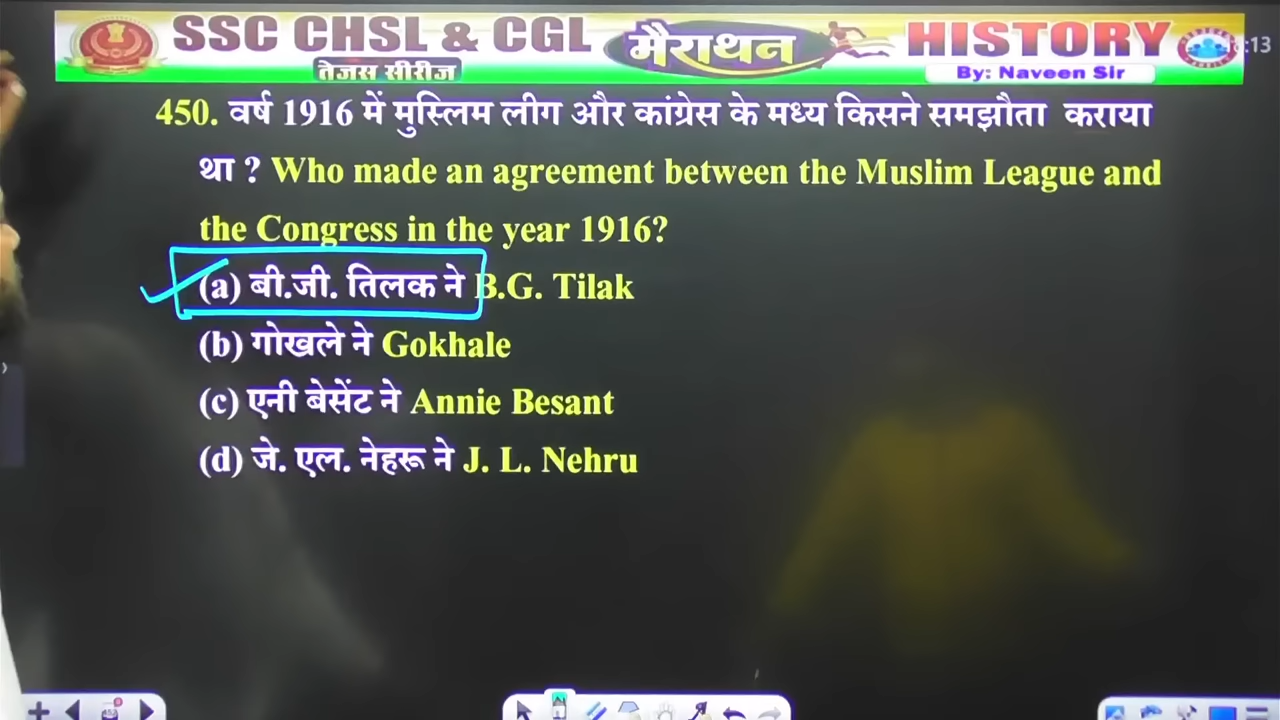 SSC CHSL & CGL मैराथन HISTORY
:13
तेजस सीरीज
By: Naveen Sir
450. वर्ष 1916 में मुस्लिम लीग और कांग्रेस के मध्य किसने समझौता कराया
था ? Who made an agreement between the Muslim League and
the Congress in the year 1916?
(a) बी.जी. तिलक ने B.G. Tilak
(b) गोखले ने Gokhale
(c) एनी बेसेंट ने Annie Besant
(d) जे. एल. नेहरू ने J. L. Nehru